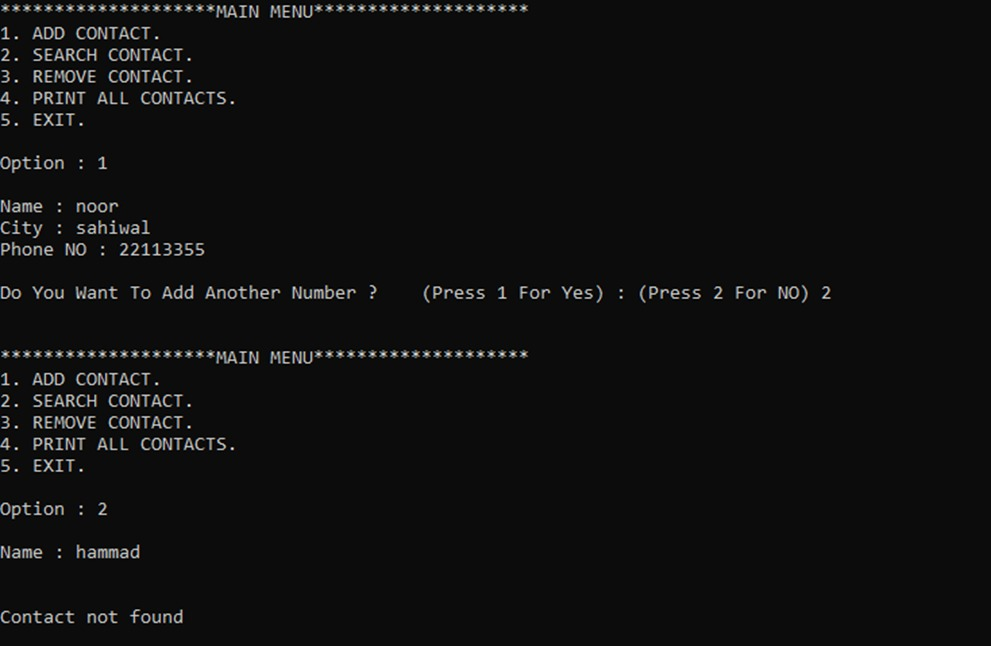 ********************MAIN MENU********************
1. ADD CONTACT.
2. SEARCH CONTACT.
3. REMOVE CONTACT.
4. PRINT ALL CONTACTS.
5. EXIT.
Option : 1
Name : noor
City : sahiwal
Phone NO : 22113355
Do You Want To Add Another Number ?    (Press 1 For Yes) : (Press 2 For NO) 2
********************MAIN MENU********************
1. ADD CONTACT.
2. SEARCH CONTACT.
3. REMOVE CONTACT.
4. PRINT ALL CONTACTS.
5. EXIT.
Option : 2
Name : hammad
Contact not found